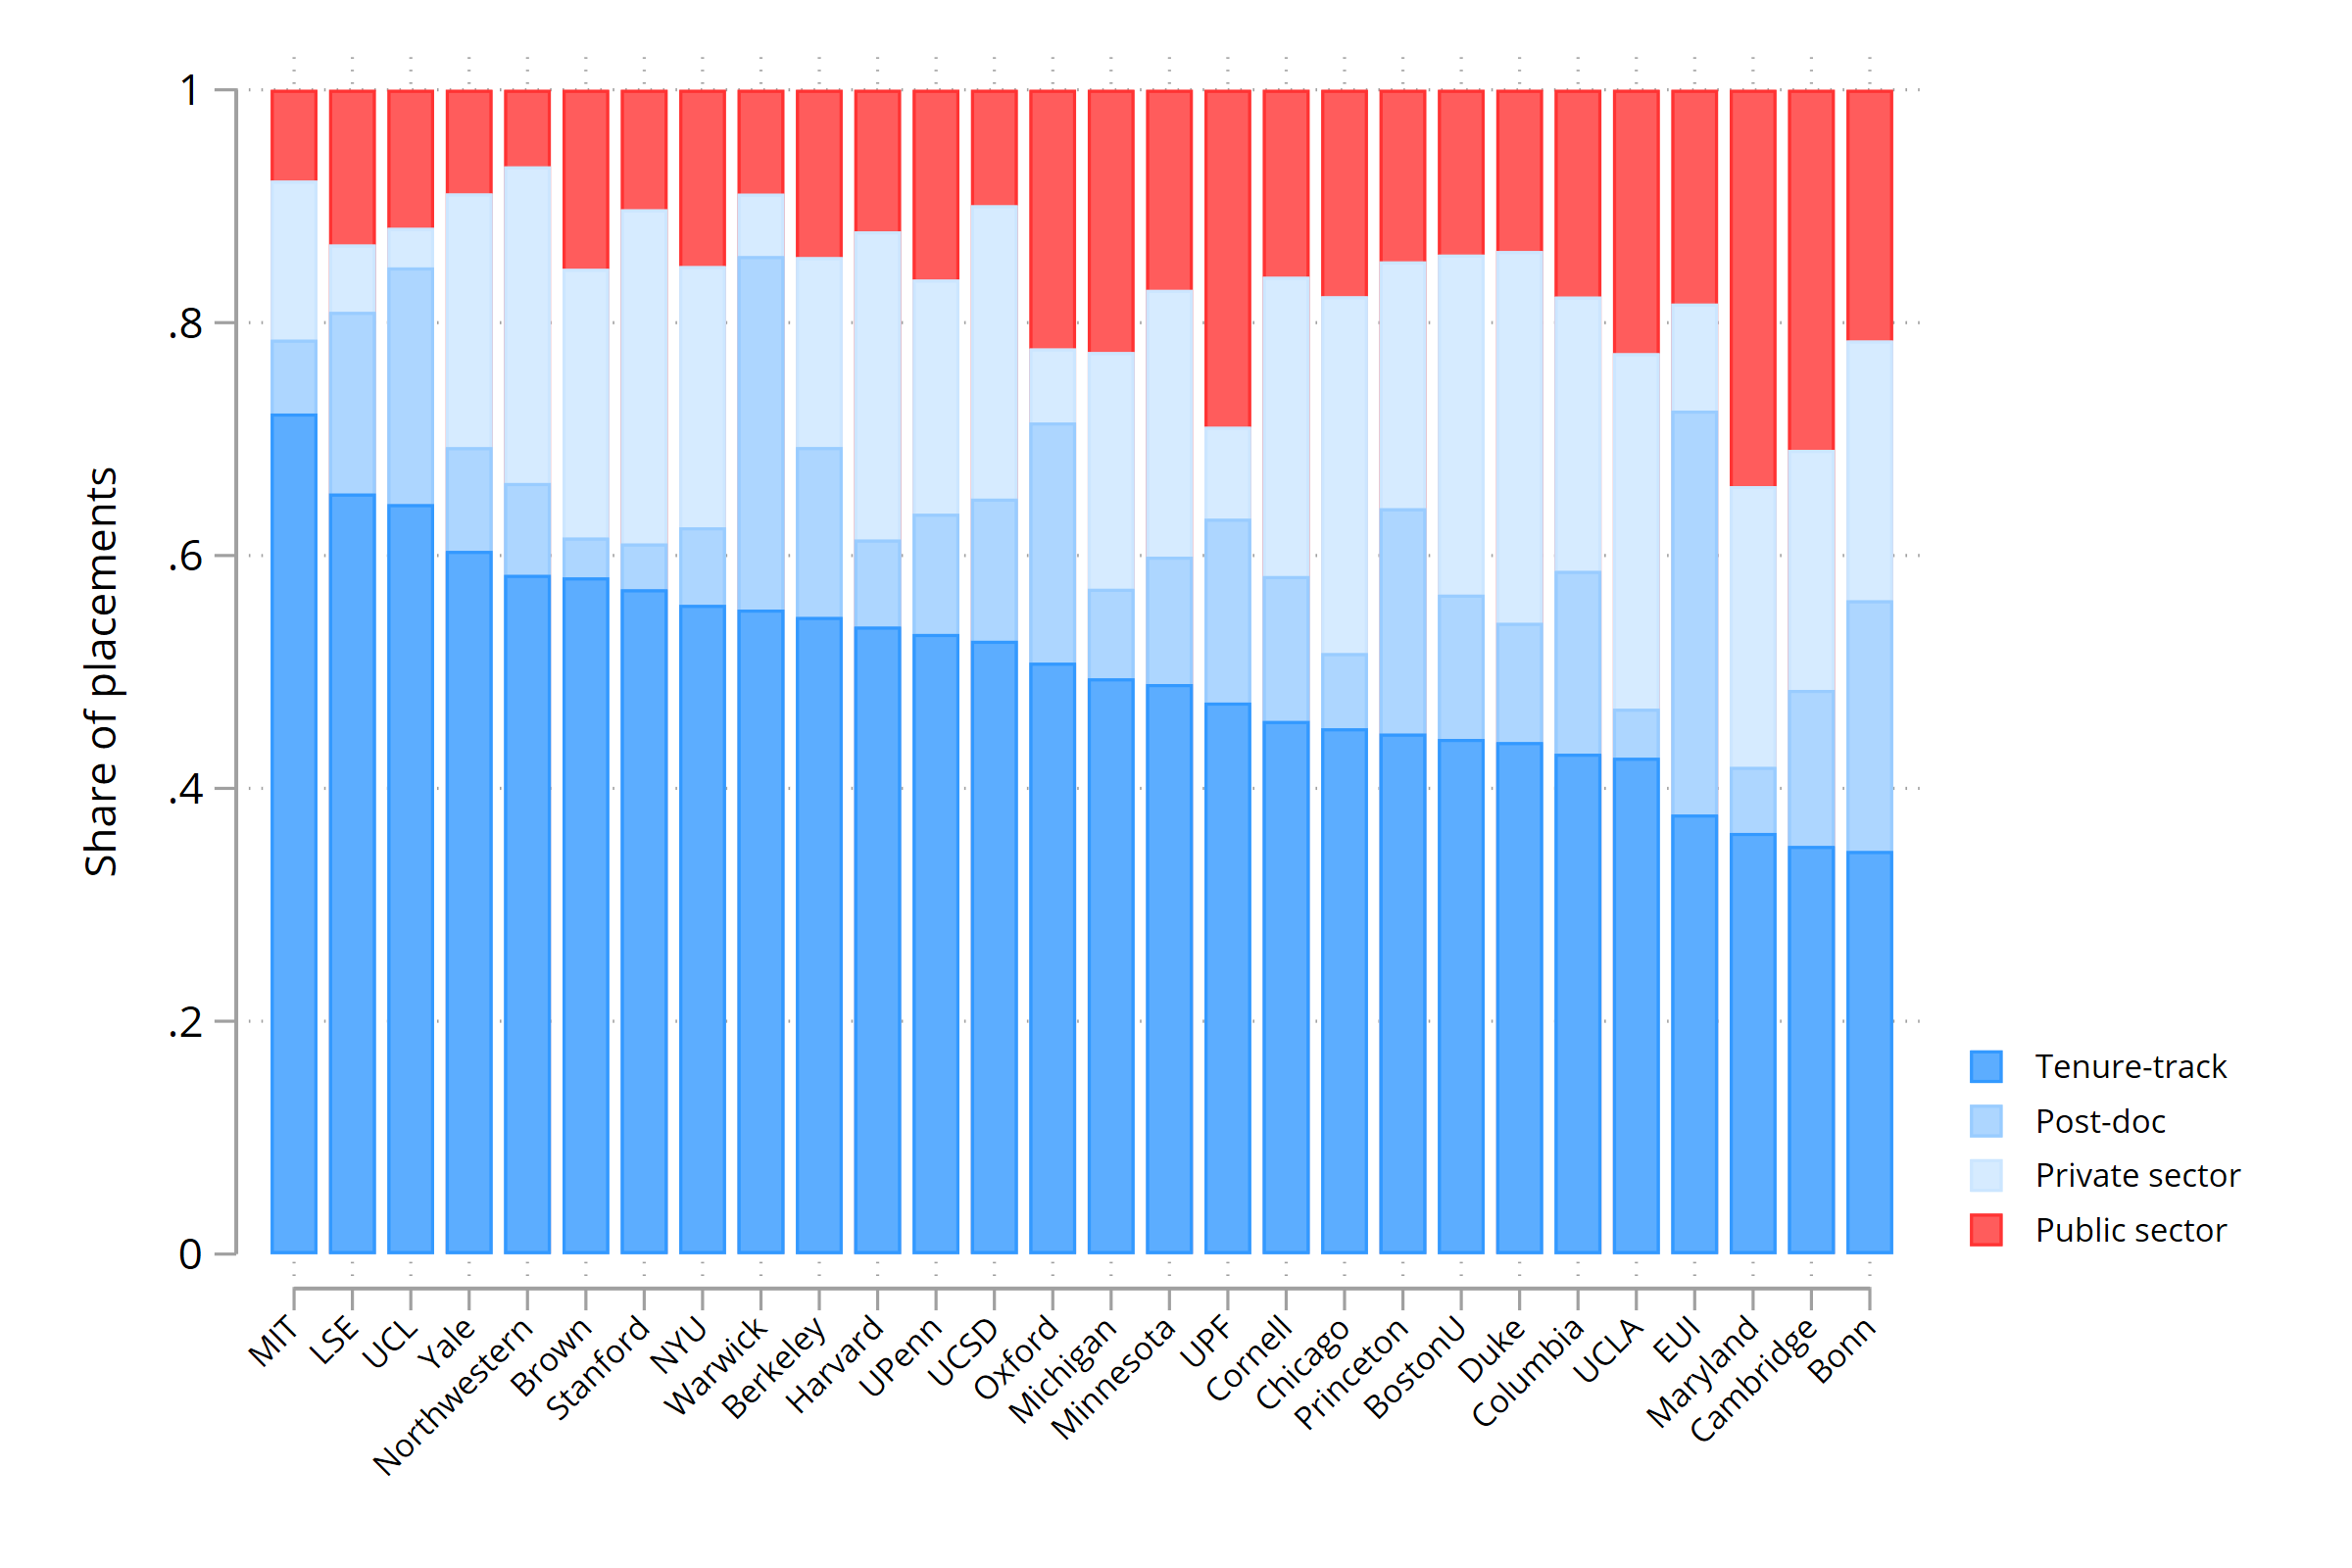 Share of placements
1
.8
.6
.4
.2
0
MIT
LSE
UCL
Yale
Northwestern
Brown
Stanford
NYU
Warwick
Berkeley
Harvard
UPenn
UCSD
Oxford
Michigan
Minnesota
UPF
Cornell
Chicago
Princeton
BostonU
Duke
Columbia
UCLA
EUI
Maryland
Cambridge
Bonn
Tenure-track
Post-doc
Private sector
Public sector